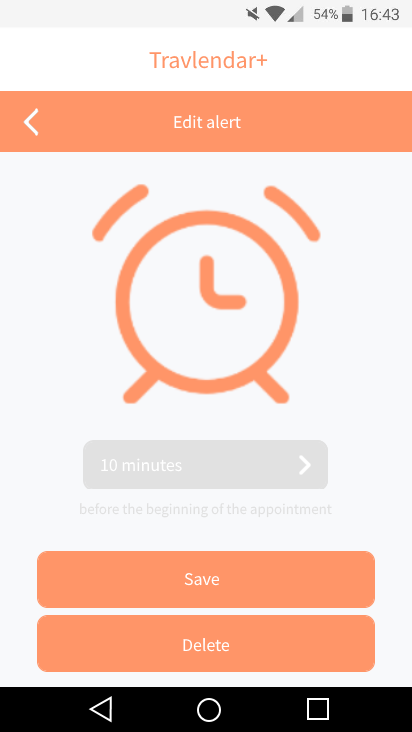 54% 16:43
Travlendar+
Edit alert
10 minutes
before the beginning of the appointment
Save
Delete